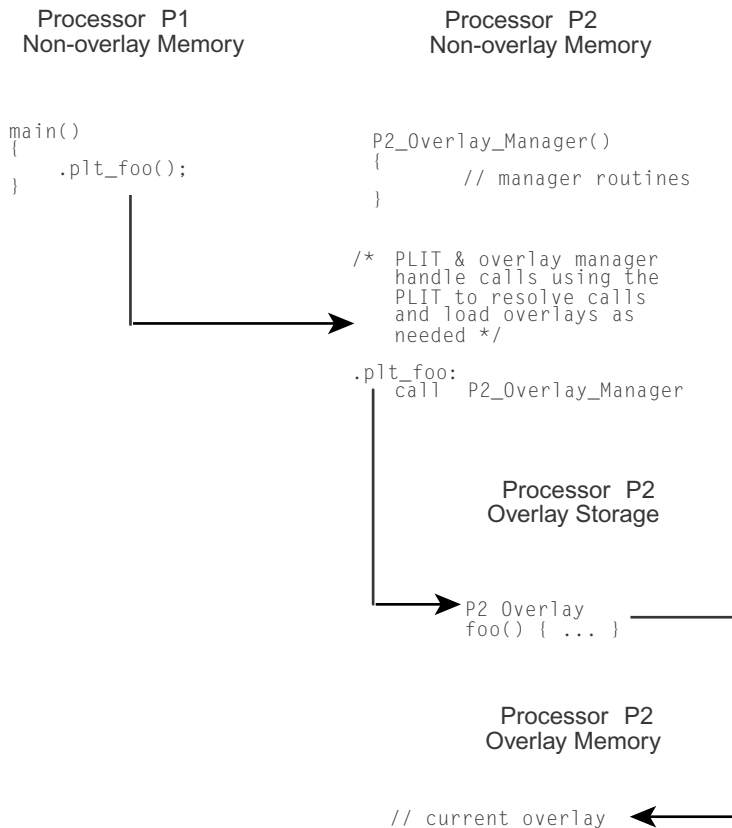 Processor P1
Non-overlay Memory
Processor P2
Non-overlay Memory
main()
{
.plt_foo();
}
P2_Overlay_Manager()
{
// manager routines
}
/* PLIT & overlay manager
handle calls using the
PLIT to resolve calls
and load overlays as
needed */
.plt_foo:
call P2_Overlay_Manager
Processor P2
Overlay Storage
P2 Overlay
foo() { ... }
Processor P2
Overlay Memory
// current overlay